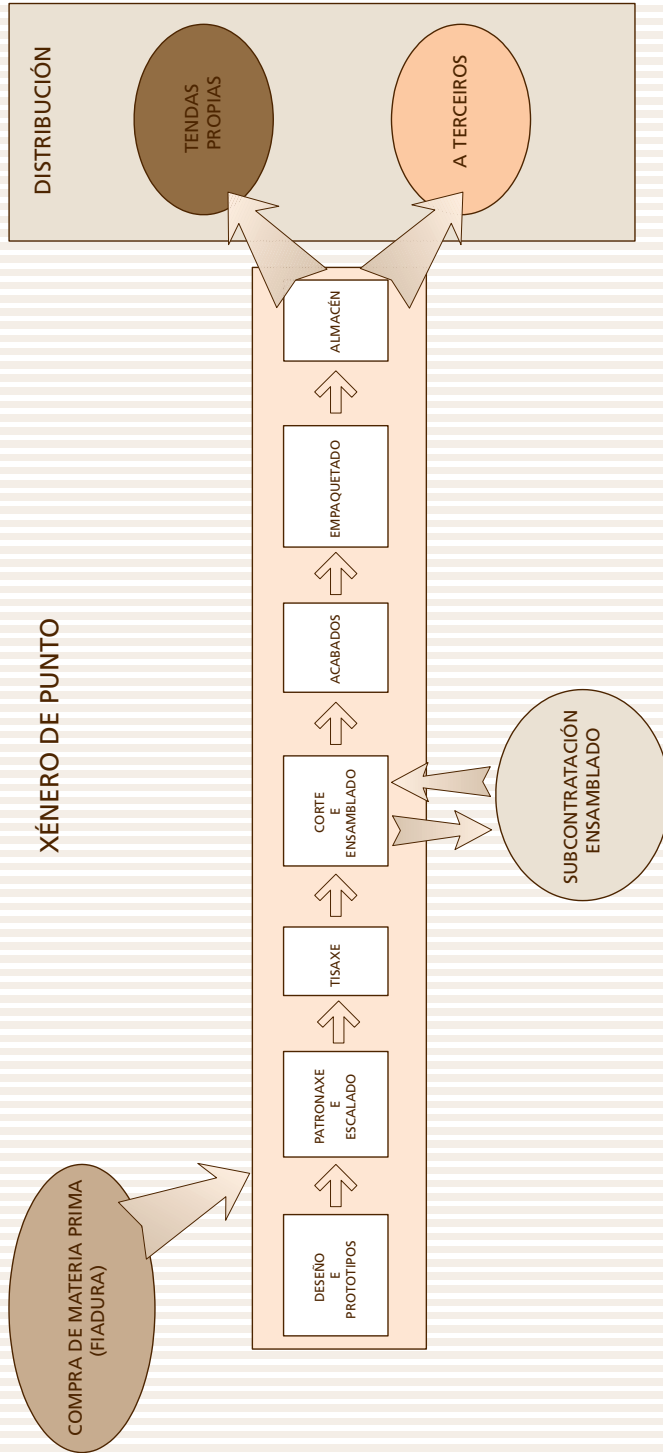 XÉNERO DE PUNTO
COMPRA DE MATERIA PRIMA
(FIADURA)
DESEÑO
E
PROTOTIPOS
PATRONAXE
E
ESCALADO
TISAXE
CORTE
E
ENSAMBLADO
SUBCONTRATACIÓN
ENSAMBLADO
ACABADOS
EMPAQUETADO
ALMACÉN
DISTRIBUCIÓN
TENDAS
PROPIAS
A TERCEIROS